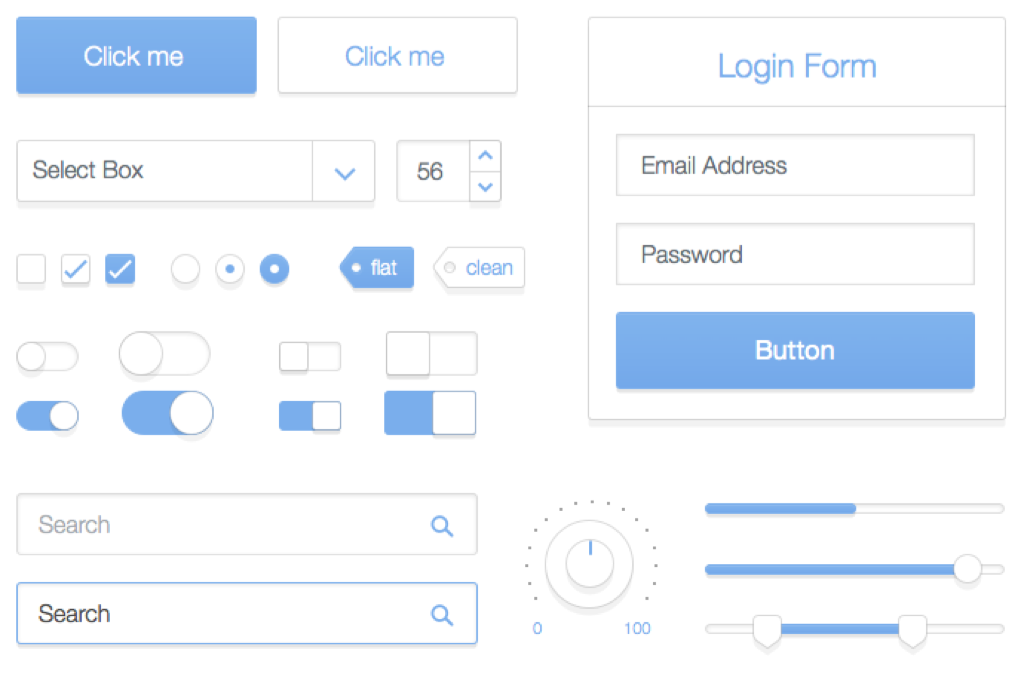 Click me
Click me
Login Form
Select Box
56
Email Address
Password
flat
clean
Button
Search
Search
0
100